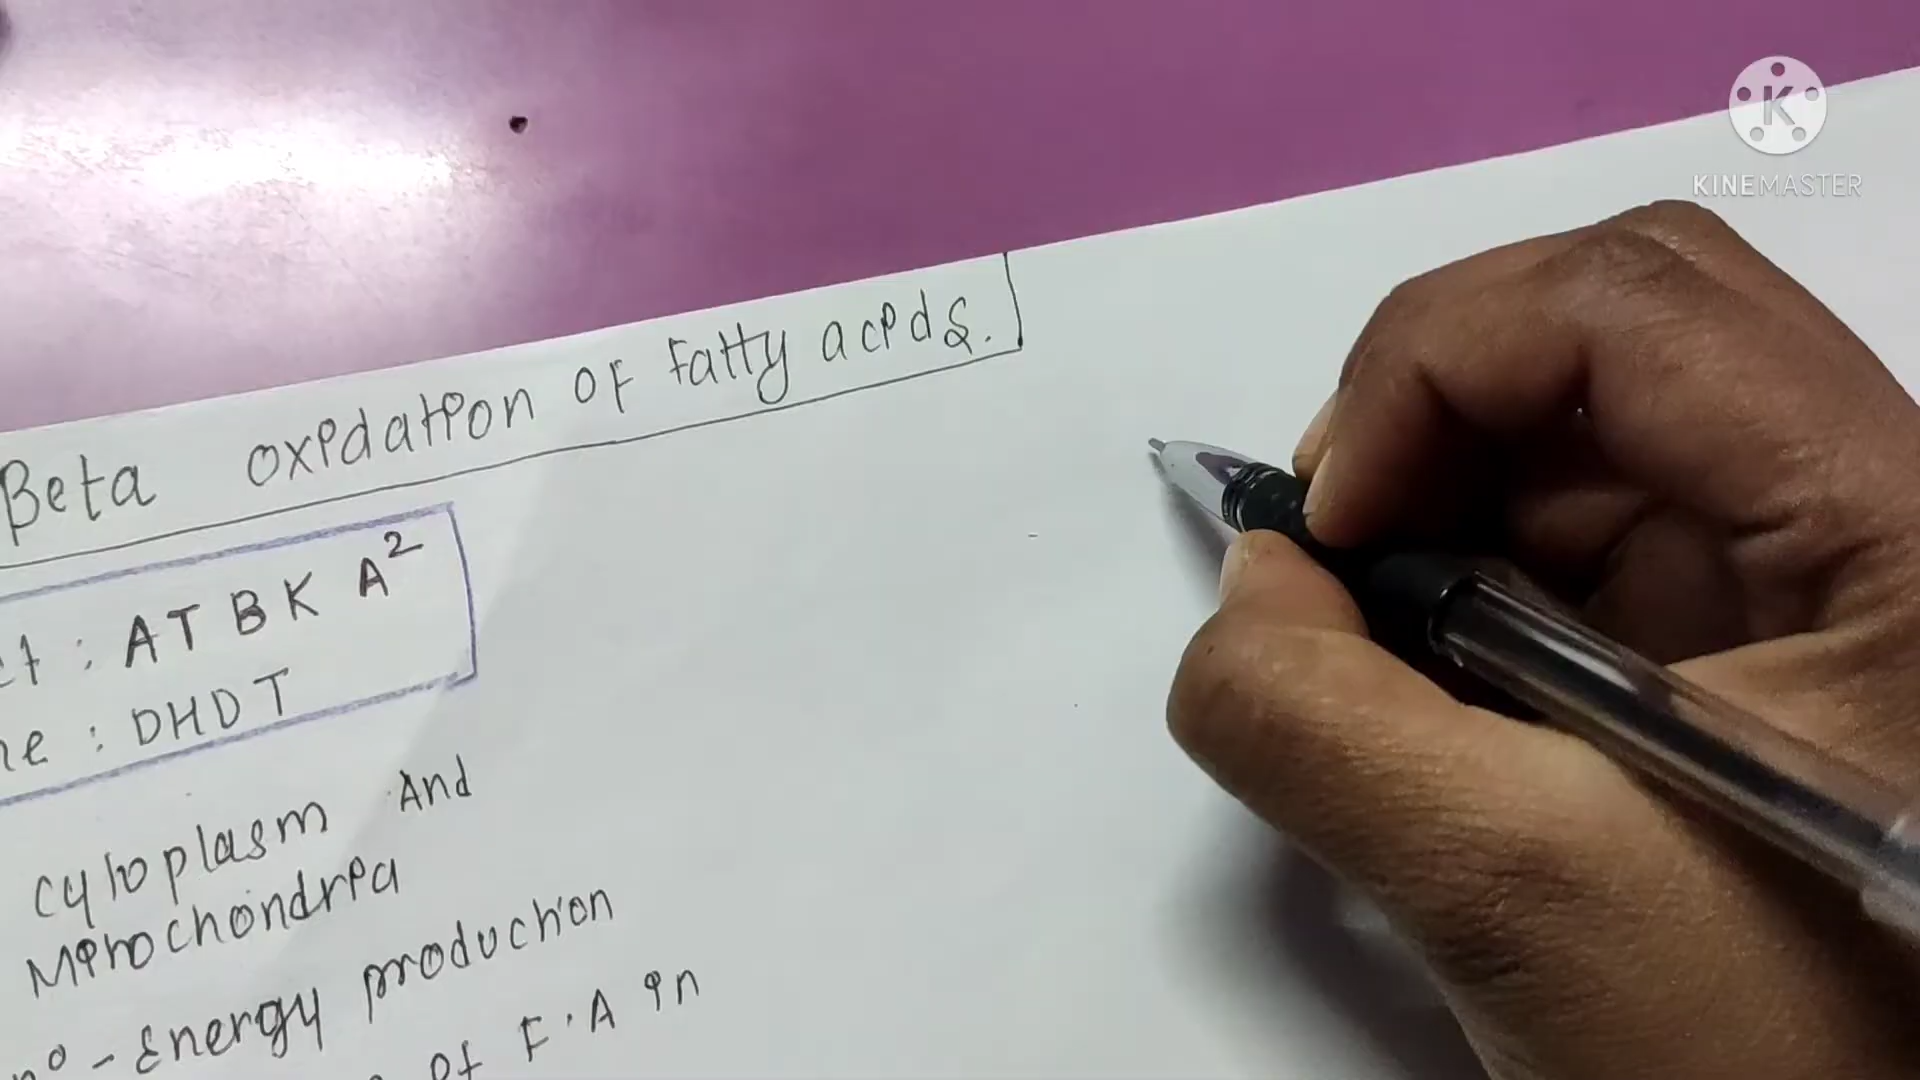 Beta oxidation of Fatty acids.
: A T B K A²
: DHDT
cytoplasm And
Mitochondria
- Energy production
of F.A in
KINEMASTER